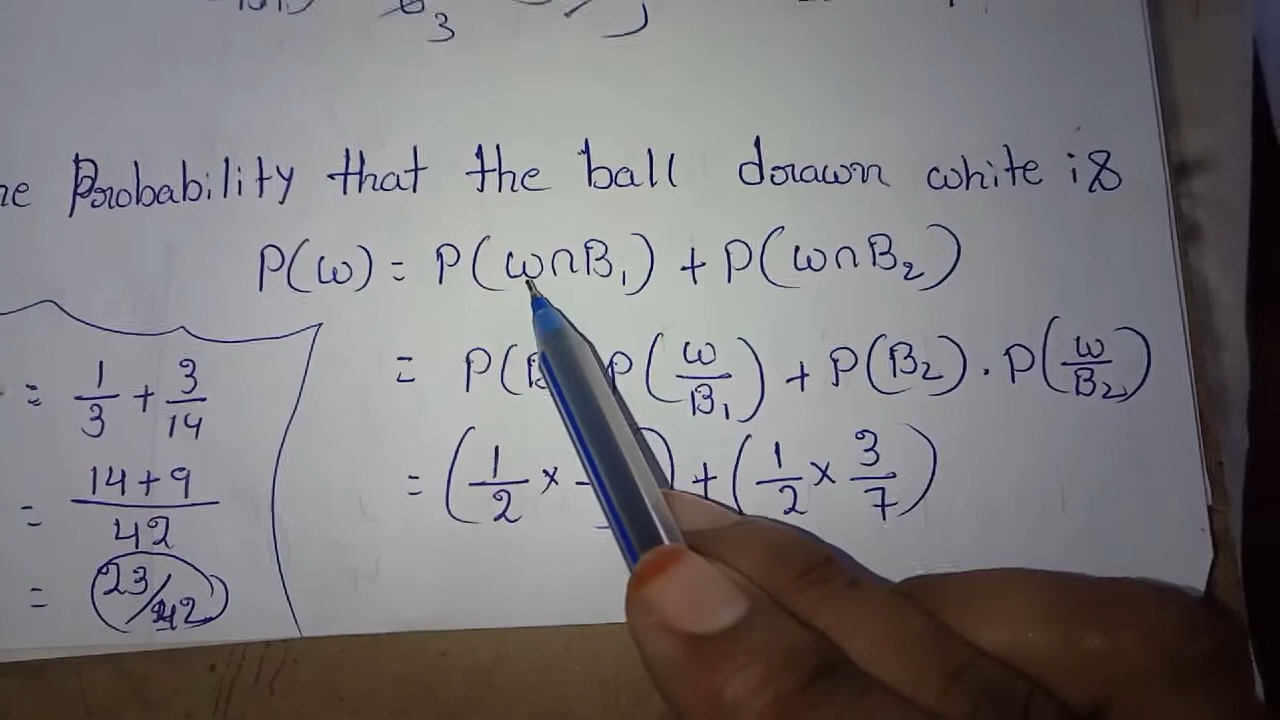 3
Probability that the ball drawn white is
P(W) = P(W∩B₁) + P(W∩B₂)
= P(B P(W/B₁) + P(B₂) . P(W/B₂)
= (1/2 × ) + (1/2 × 3/7)
= 1/3 + 3/14
= 14+9/42
= 23/42